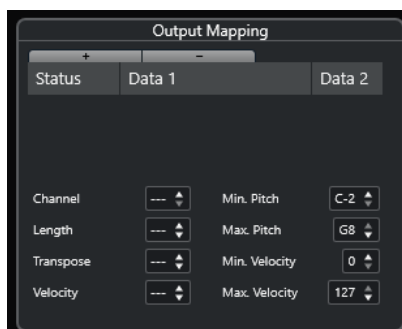 Output Mapping
+ −
Status Data 1 Data 2
Channel --- Min. Pitch C-2
Length --- Max. Pitch G8
Transpose --- Min. Velocity 0
Velocity --- Max. Velocity 127